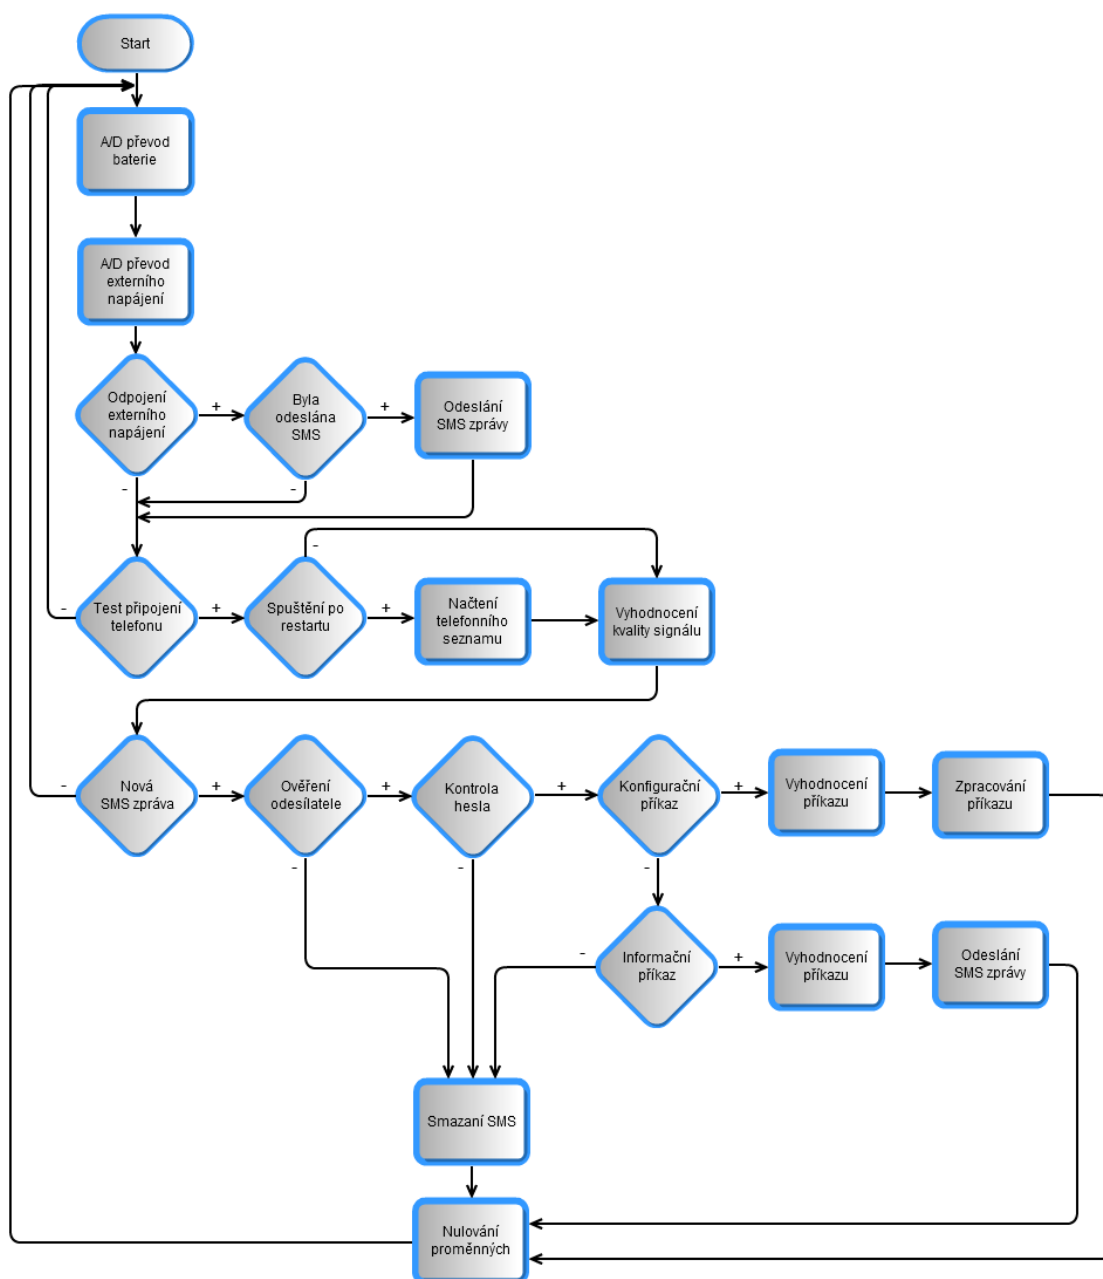 Start
A/D převod
baterie
A/D převod
externího
napájení
Odpojení
externího
napájení
+
Byla
odeslána
SMS
+
Odeslání
SMS zprávy
-
-
-
Test připojení
telefonu
-
+
Spuštění po
restartu
+
Načtení
telefonního
seznamu
Vyhodnocení
kvality signálu
-
Nová
SMS zpráva
+
Ověření
odesílatele
+
Kontrola
hesla
+
Konfigurační
příkaz
+
Vyhodnocení
příkazu
Zpracování
příkazu
-
-
-
-
Informační
příkaz
+
Vyhodnocení
příkazu
Odeslání
SMS zprávy
Smazaní SMS
Nulování
proměnných